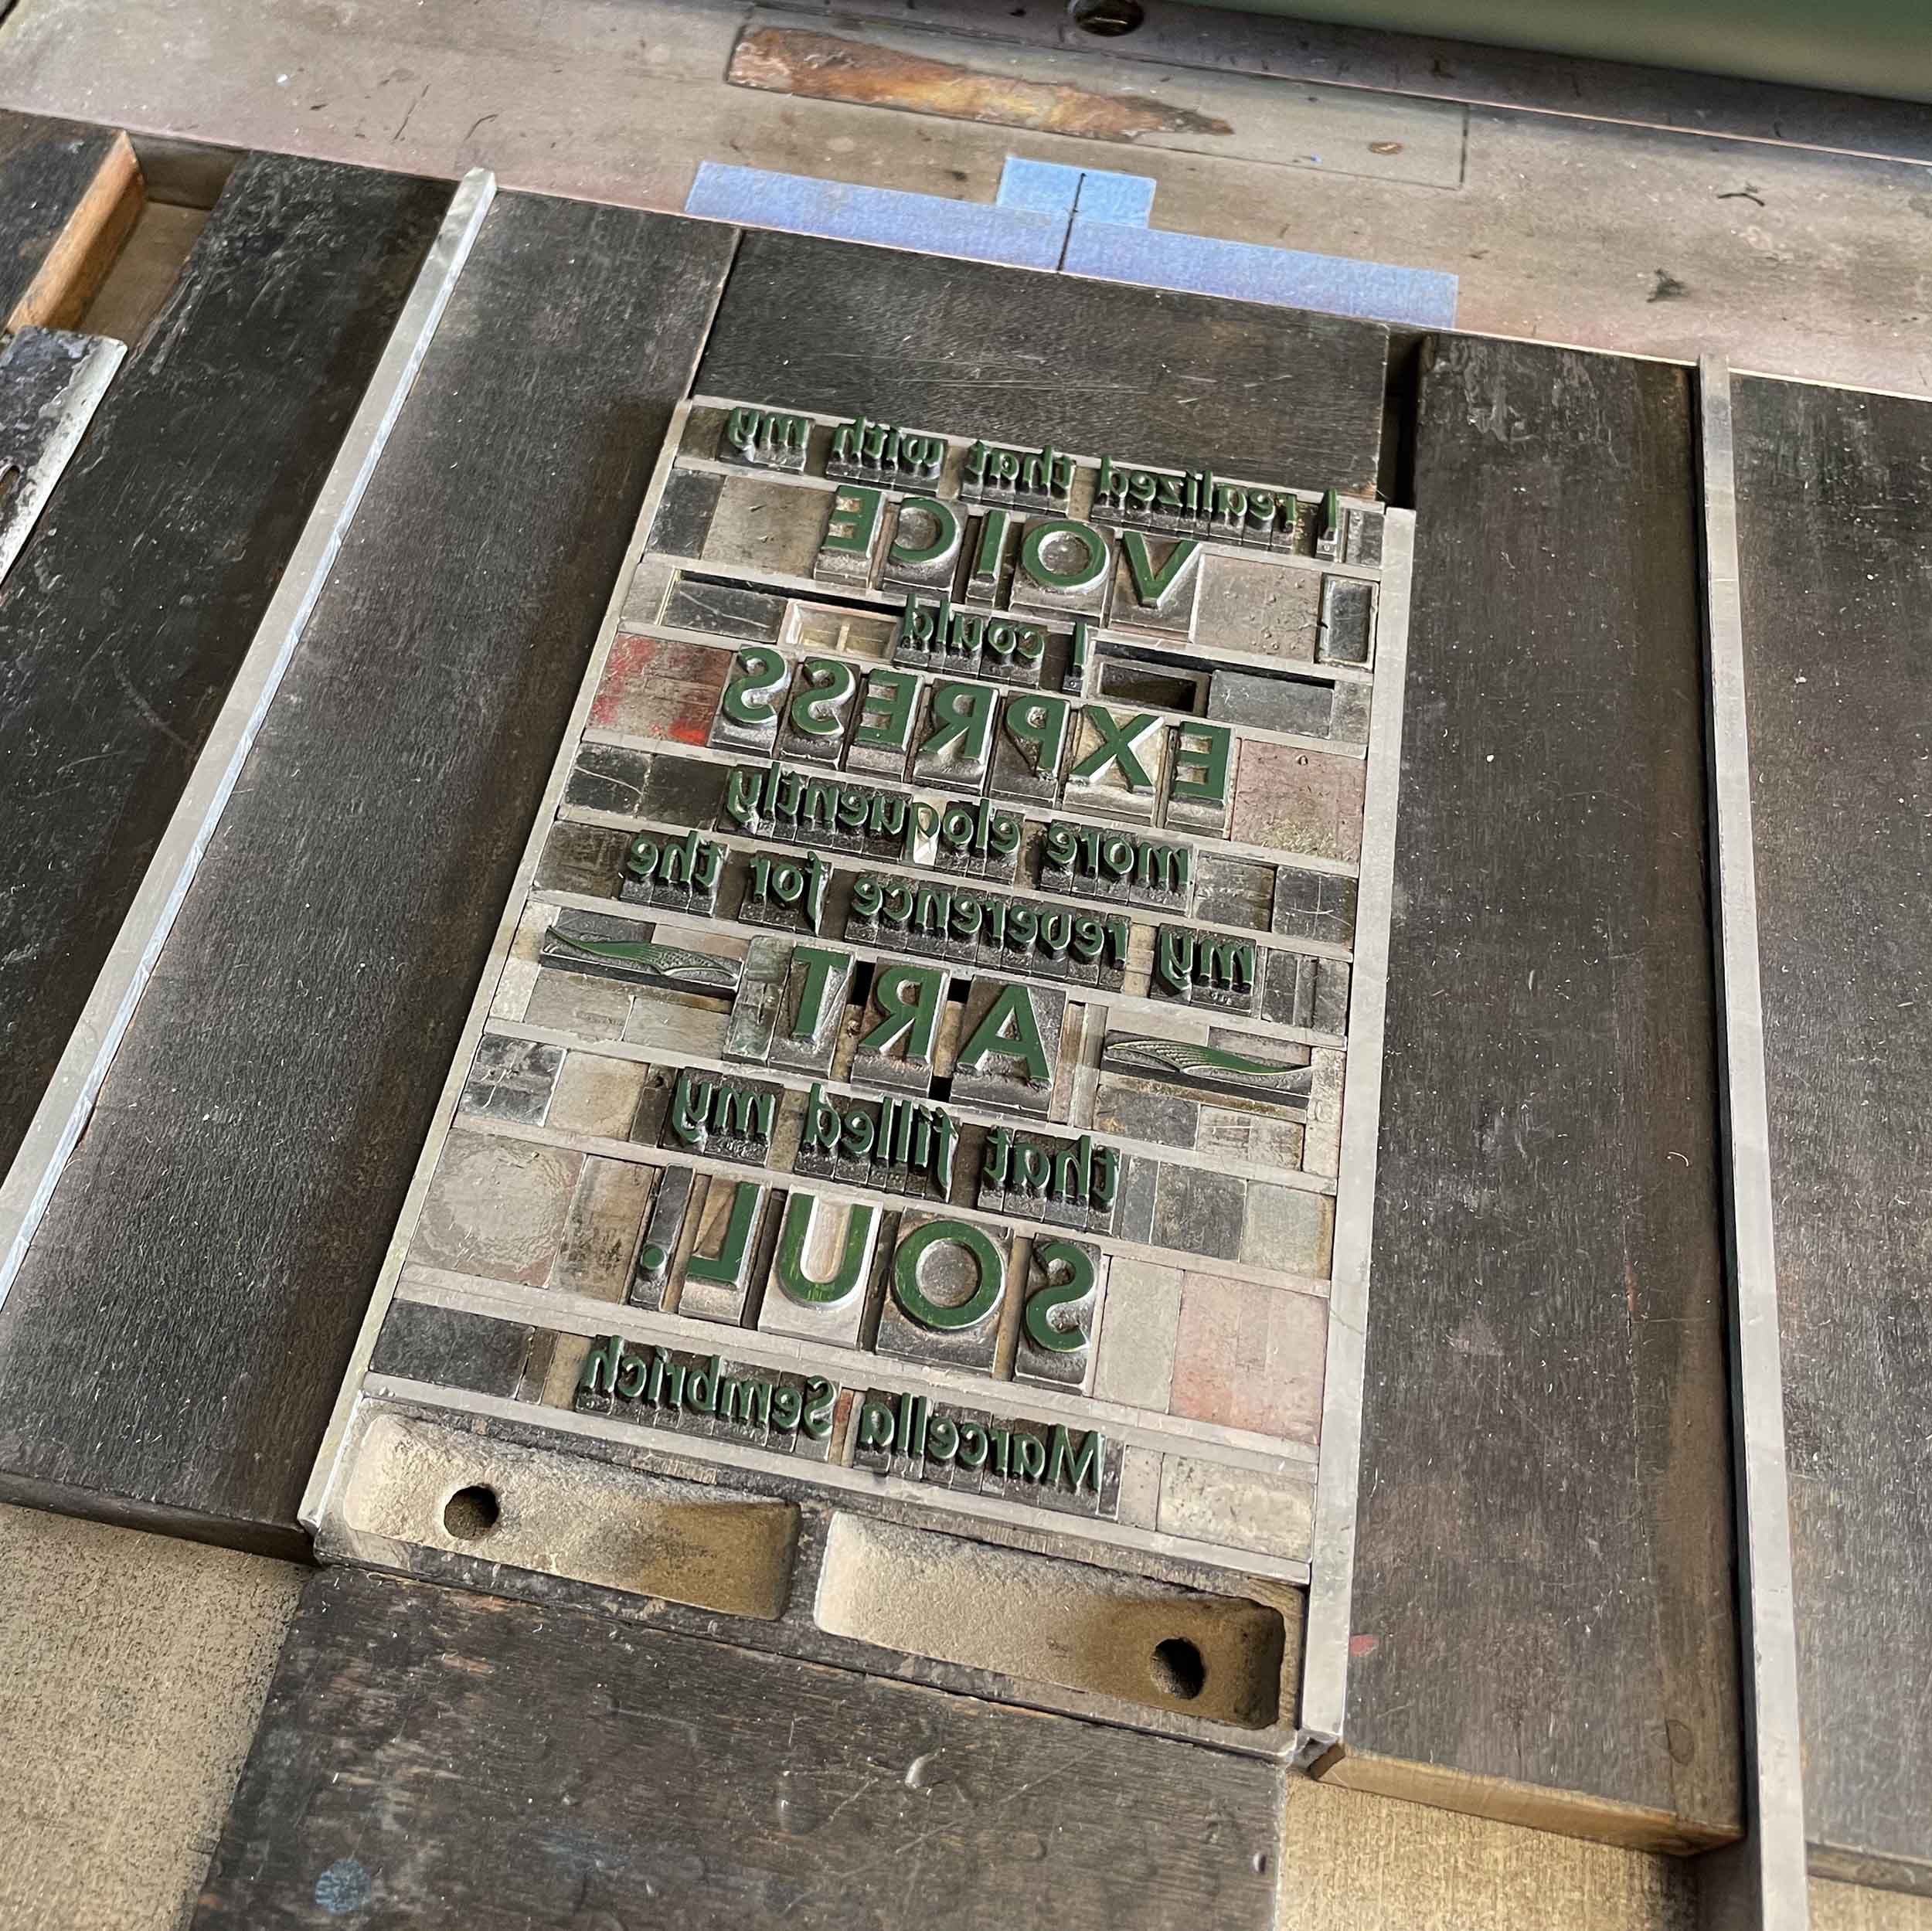 I realized that with my
VOICE
I could
EXPRESS
more eloquently
my reverence for the
ART
that filled my
SOUL.
Marcella Sembrich